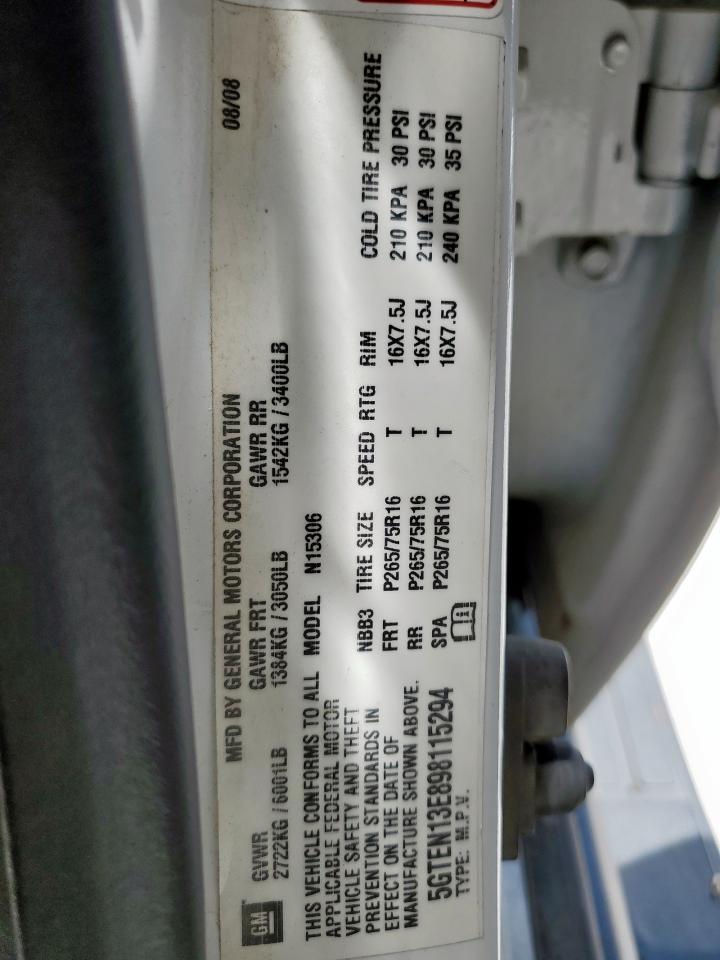 MFD BY GENERAL MOTORS CORPORATION 08/08
GM
GVWR GAWR FRT GAWR RR
2722KG / 6001LB 1384KG / 3050LB 1542KG / 3400LB
THIS VEHICLE CONFORMS TO ALL
APPLICABLE FEDERAL MOTOR
VEHICLE SAFETY AND THEFT
PREVENTION STANDARDS IN
EFFECT ON THE DATE OF
MANUFACTURE SHOWN ABOVE.
5GTEN13E898115294
TYPE: M.P.V.
MODEL N15306
NBB3 TIRE SIZE SPEED RTG RIM COLD TIRE PRESSURE
FRT P265/75R16 T 16X7.5J 210 KPA 30 PSI
RR P265/75R16 T 16X7.5J 210 KPA 30 PSI
SPA P265/75R16 T 16X7.5J 240 KPA 35 PSI